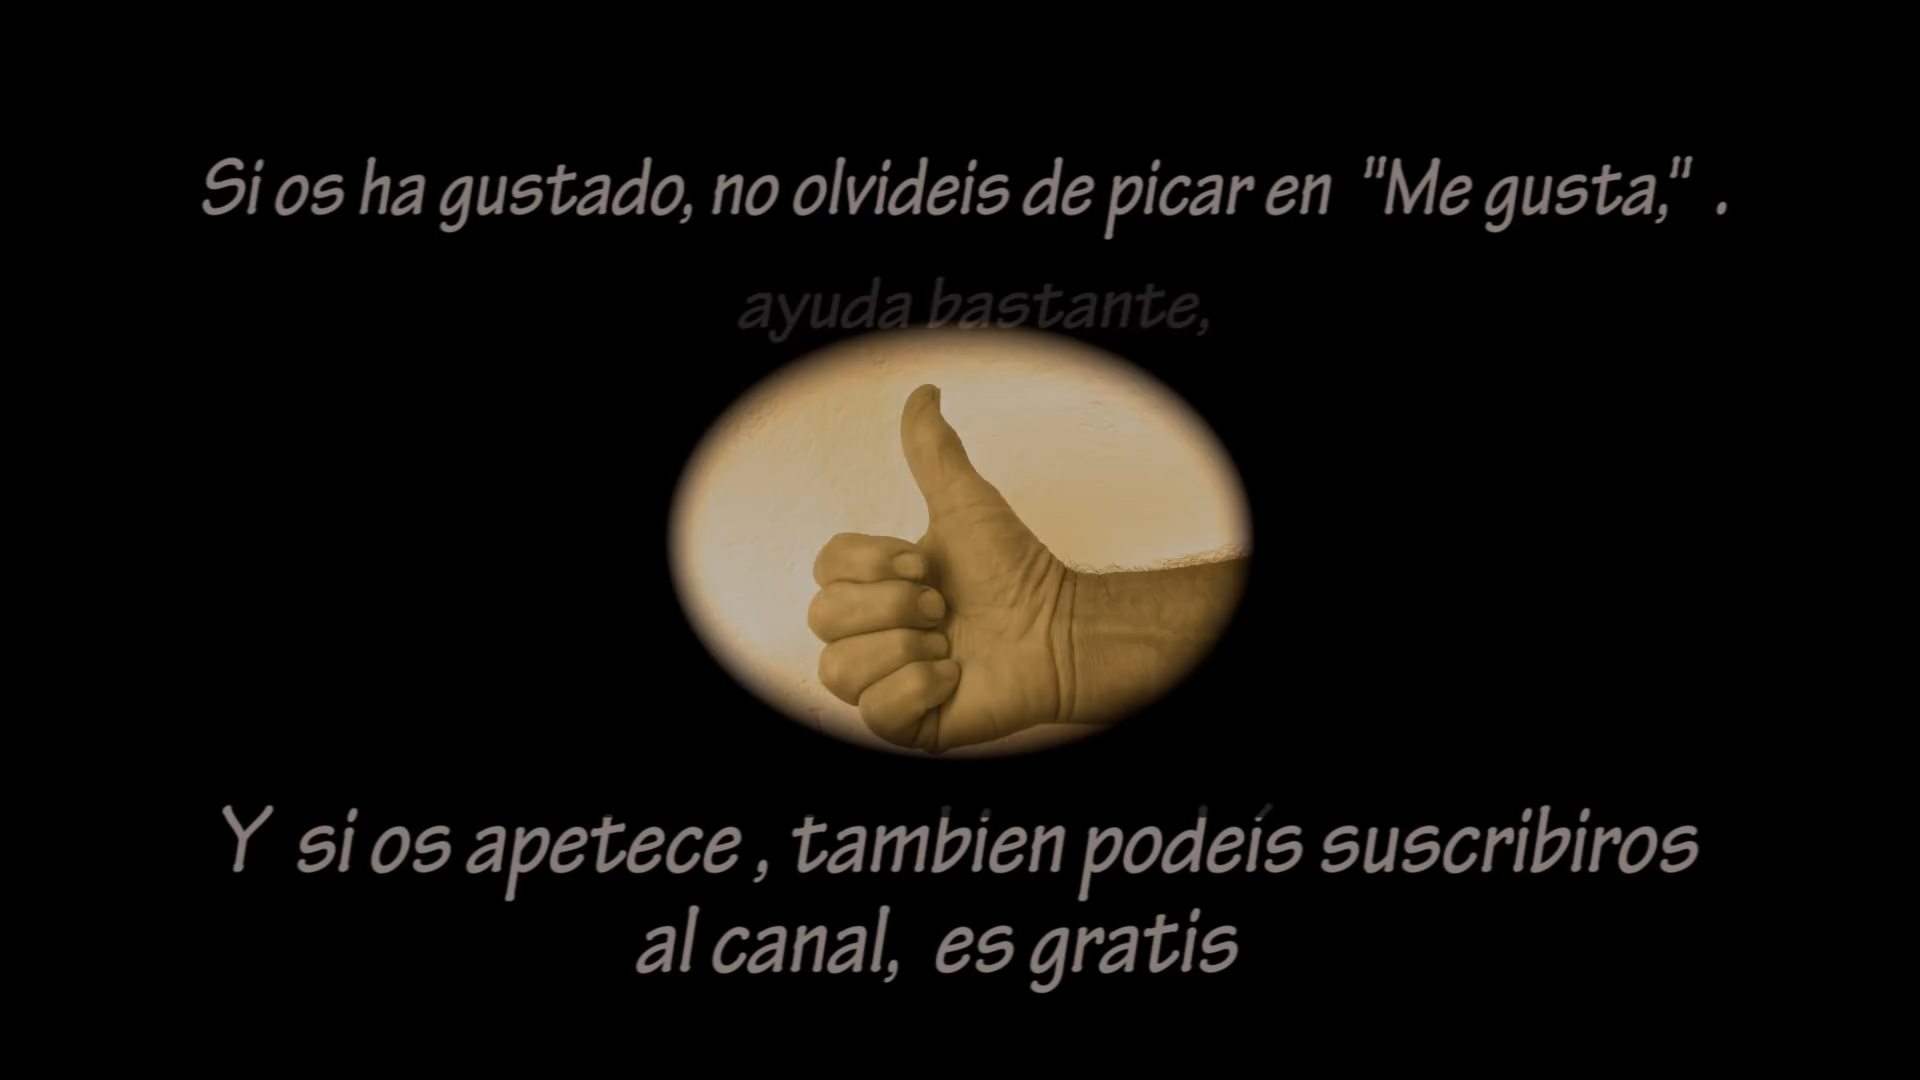 Si os ha gustado, no olvideis de picar en "Me gusta," .
ayuda bastante,
Y si os apetece , tambien podeís suscribiros
al canal, es gratis